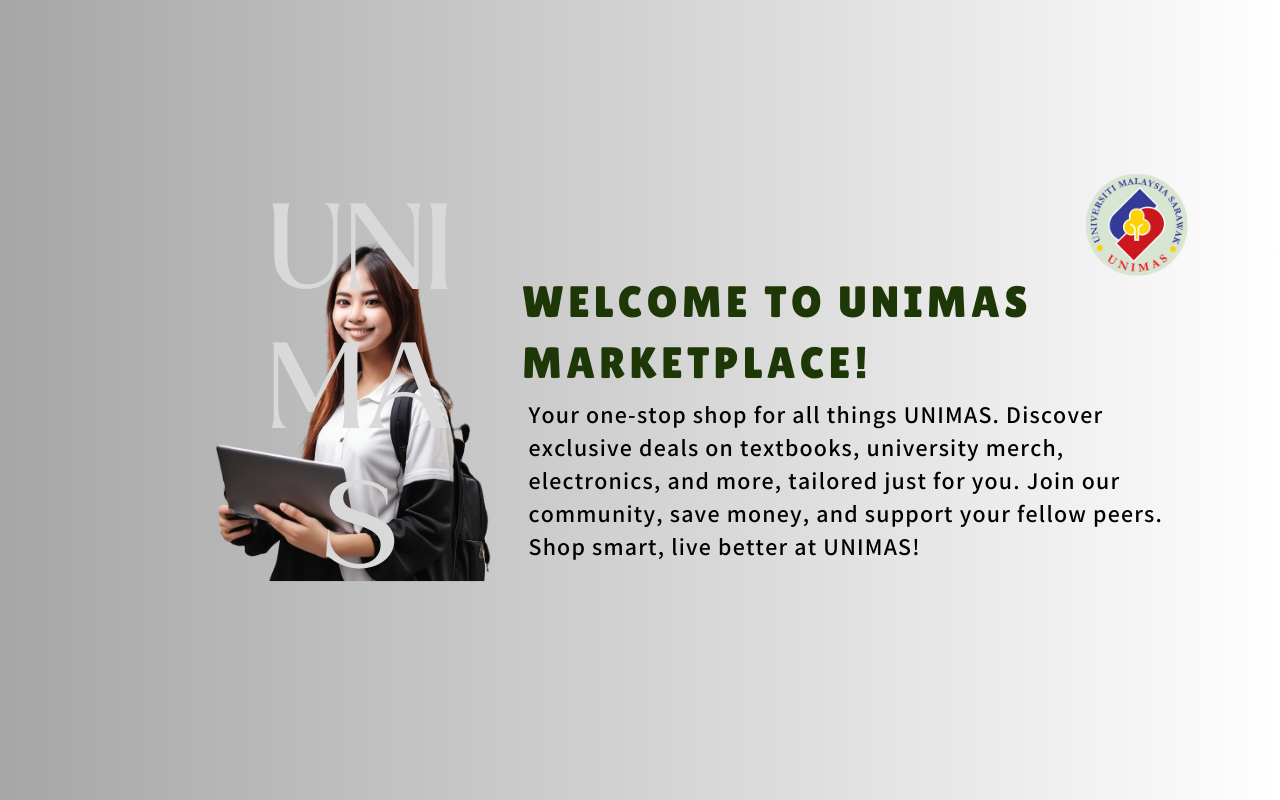 UNI
MA
S
UNIVERSITI MALAYSIA SARAWAK
UNIMAS
WELCOME TO UNIMAS
MARKETPLACE!
Your one-stop shop for all things UNIMAS. Discover
exclusive deals on textbooks, university merch,
electronics, and more, tailored just for you. Join our
community, save money, and support your fellow peers.
Shop smart, live better at UNIMAS!